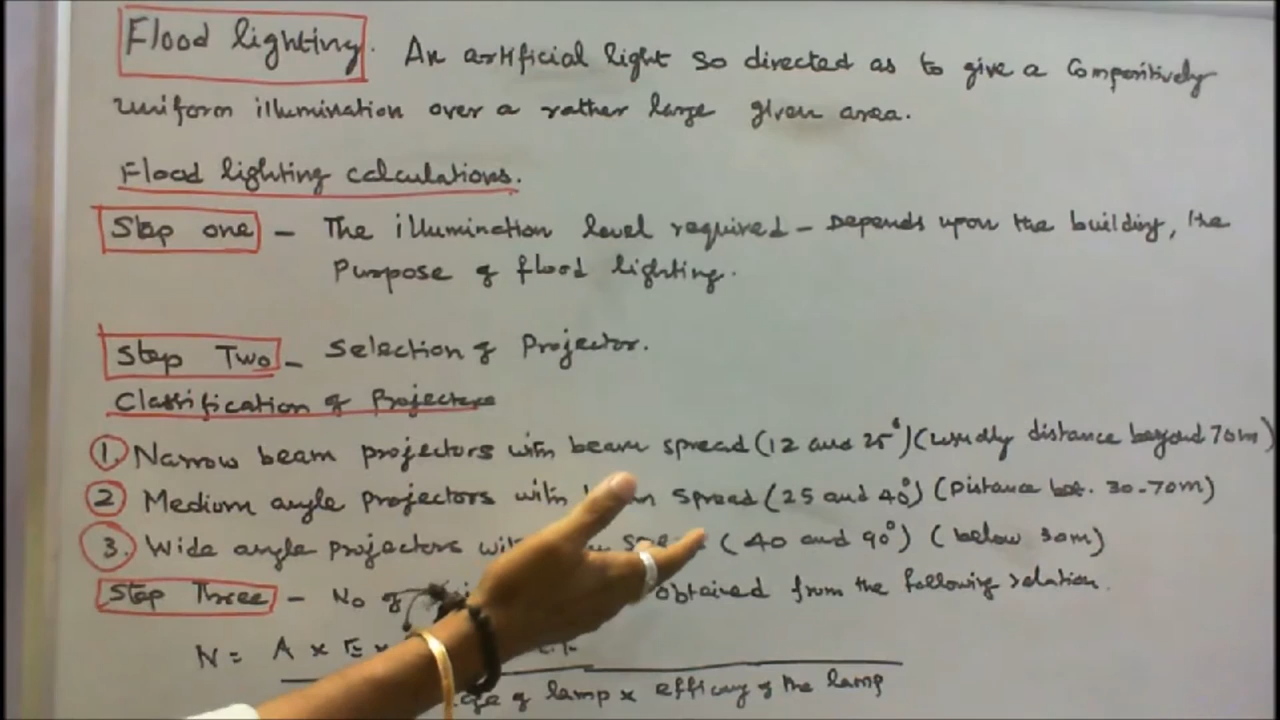 Flood lighting. An artificial light so directed as to give a Compositively
uniform illumination over a rather large given area.
Flood lighting calculations.
Step one - The illumination level required - Depends upon the building, the
Purpose of flood lighting.
Step Two - Selection of Projector.
Classification of Projectors
1. Narrow beam projectors with beam spread (12 and 25°) (usually distance beyond 70m)
2 Medium angle projectors with spread (25 and 40°) (Distance bet. 30-70m)
3. Wide angle projectors (40 and 90°) (below 30m)
Step Three - No of obtained from the following relation.
N = A x E x
of lamp x efficacy of the lamp